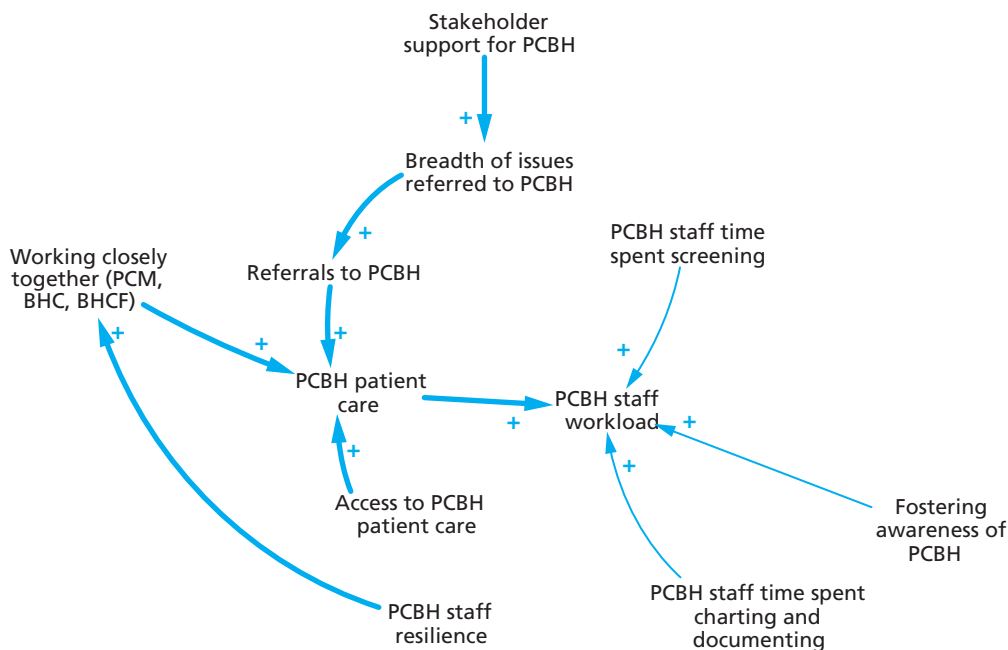 Stakeholder
support for PCBH
+
Breadth of issues
referred to PCBH
+
Referrals to PCBH
+
Working closely
together (PCM,
BHC, BHCF)
+
+
PCBH patient
care
+
Access to PCBH
patient care
+
PCBH staff
resilience
PCBH staff time
spent screening
+
PCBH staff
workload
+
+
Fostering
awareness of
PCBH
PCBH staff time spent
charting and
documenting